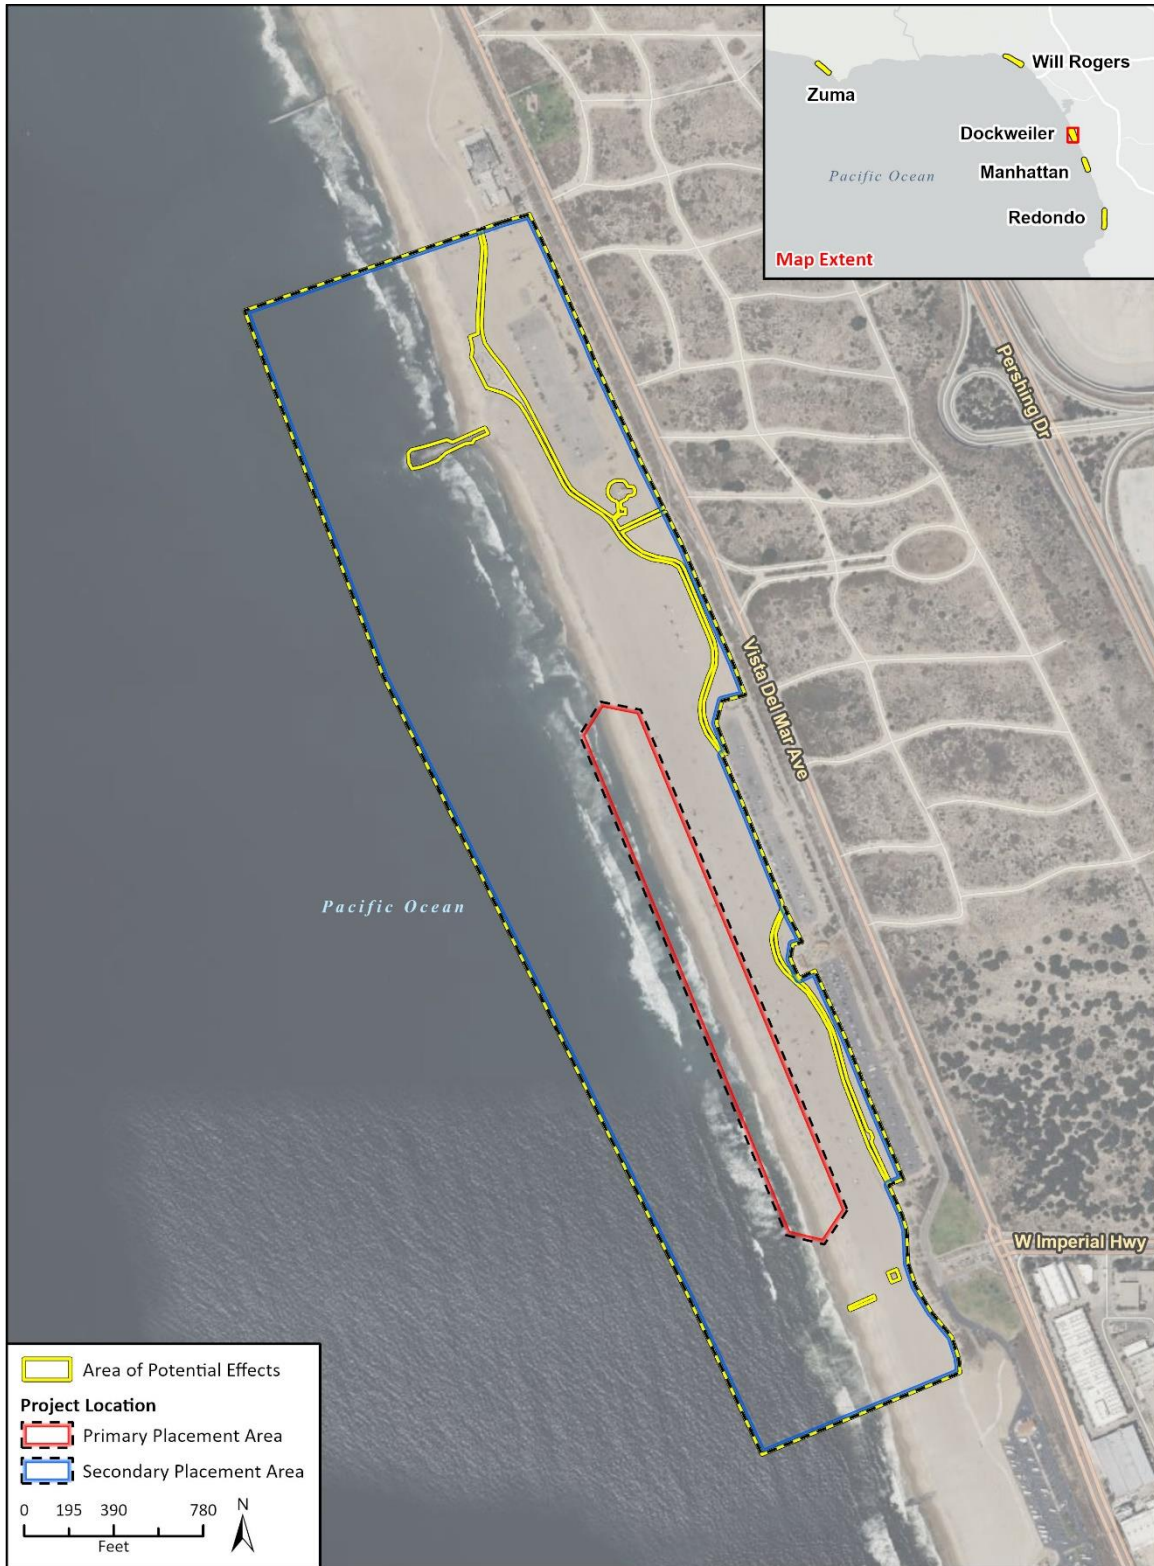 Will Rogers
Zuma
Dockweiler
Manhattan
Pacific Ocean
Redondo
Map Extent
Pershing Dr
Vista Del Mar Ave
Pacific Ocean
W Imperial Hwy
Area of Potential Effects
Project Location
Primary Placement Area
Secondary Placement Area
0 195 390 780
Feet
N